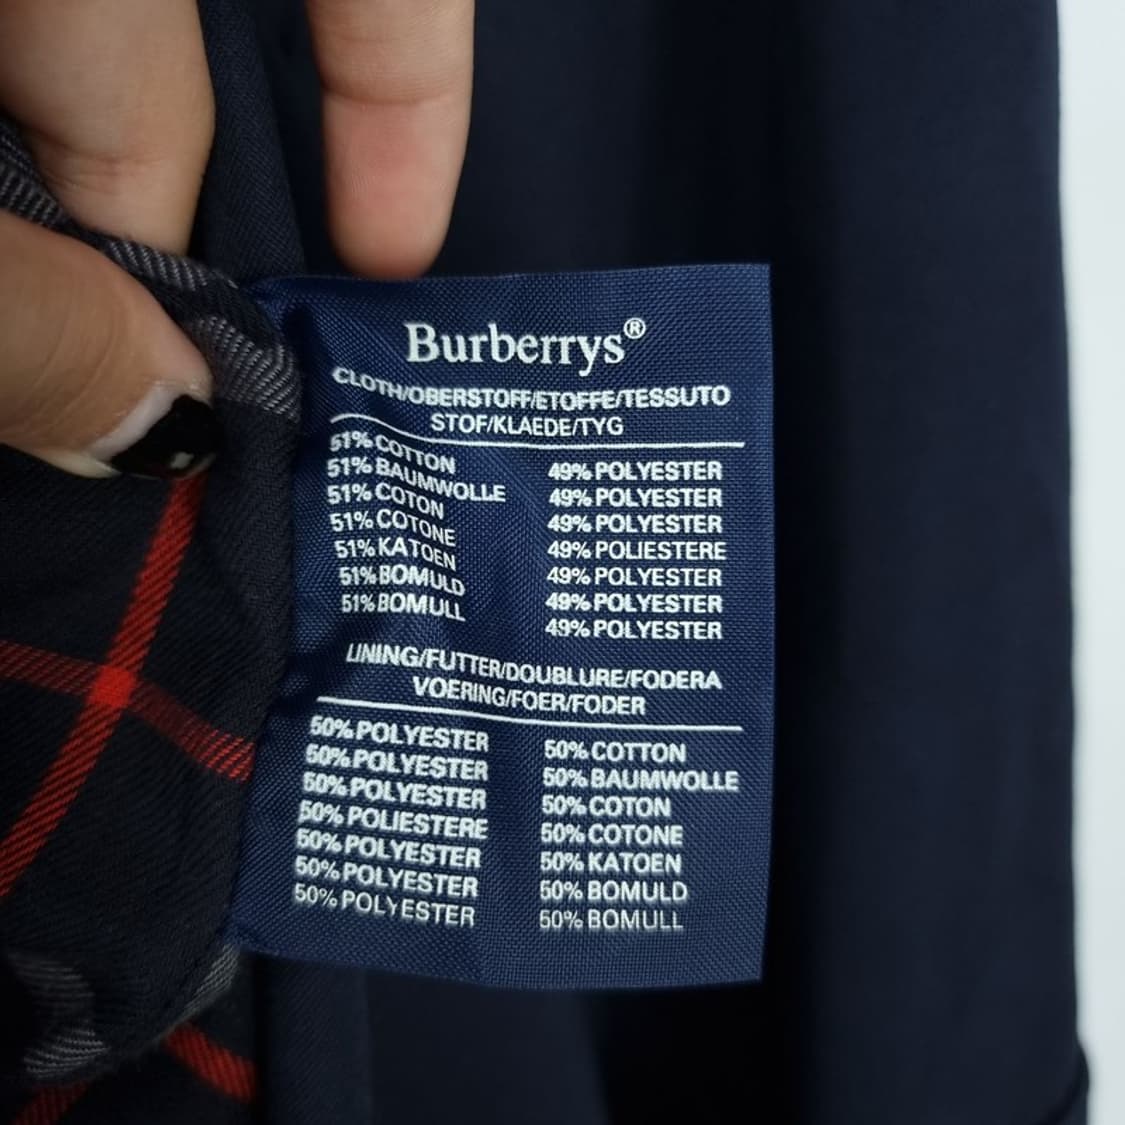 Burberrys®
CLOTH/OBERSTOFF/ETOFFE/TESSUTO
STOF/KLAEDE/TYG
51% COTTON 49% POLYESTER
51% BAUMWOLLE 49% POLYESTER
51% COTON 49% POLYESTER
51% COTONE 49% POLIESTERE
51% KATOEN 49% POLYESTER
51% BOMULD 49% POLYESTER
51% BOMULL 49% POLYESTER
LINING/FUTTER/DOUBLURE/FODERA
VOERING/FOER/FODER
50% POLYESTER 50% COTTON
50% POLYESTER 50% BAUMWOLLE
50% POLYESTER 50% COTON
50% POLIESTERE 50% COTONE
50% POLYESTER 50% KATOEN
50% POLYESTER 50% BOMULD
50% POLYESTER 50% BOMULL